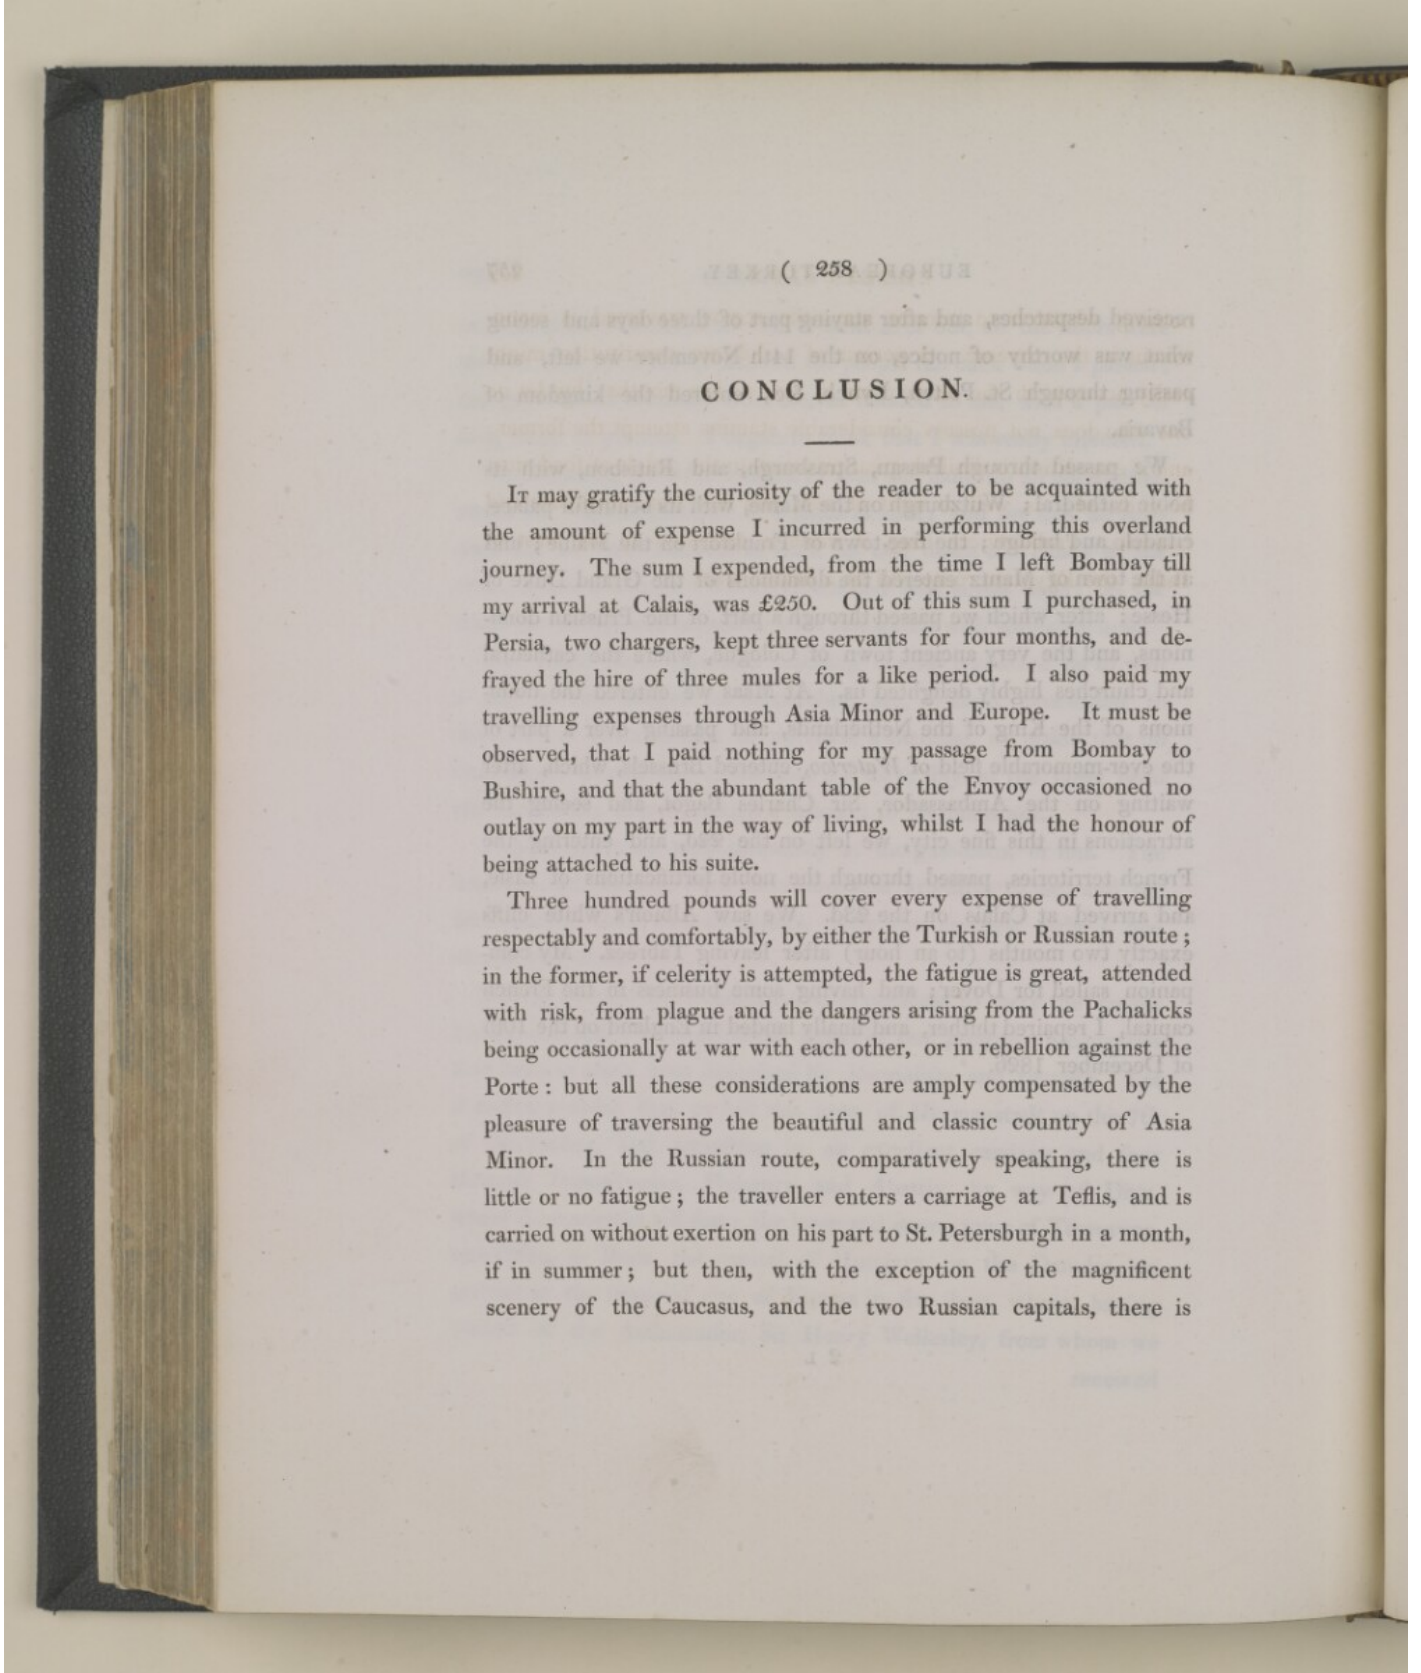 ( 258 )
CONCLUSION.
IT may gratify the curiosity of the reader to be acquainted with
the amount of expense I incurred in performing this overland
journey. The sum I expended, from the time I left Bombay till
my arrival at Calais, was £250. Out of this sum I purchased, in
Persia, two chargers, kept three servants for four months, and de-
frayed the hire of three mules for a like period. I also paid my
travelling expenses through Asia Minor and Europe. It must be
observed, that I paid nothing for my passage from Bombay to
Bushire, and that the abundant table of the Envoy occasioned no
outlay on my part in the way of living, whilst I had the honour of
being attached to his suite.
Three hundred pounds will cover every expense of travelling
respectably and comfortably, by either the Turkish or Russian route ;
in the former, if celerity is attempted, the fatigue is great, attended
with risk, from plague and the dangers arising from the Pachalicks
being occasionally at war with each other, or in rebellion against the
Porte : but all these considerations are amply compensated by the
pleasure of traversing the beautiful and classic country of Asia
Minor. In the Russian route, comparatively speaking, there is
little or no fatigue ; the traveller enters a carriage at Teflis, and is
carried on without exertion on his part to St. Petersburgh in a month,
if in summer ; but then, with the exception of the magnificent
scenery of the Caucasus, and the two Russian capitals, there is